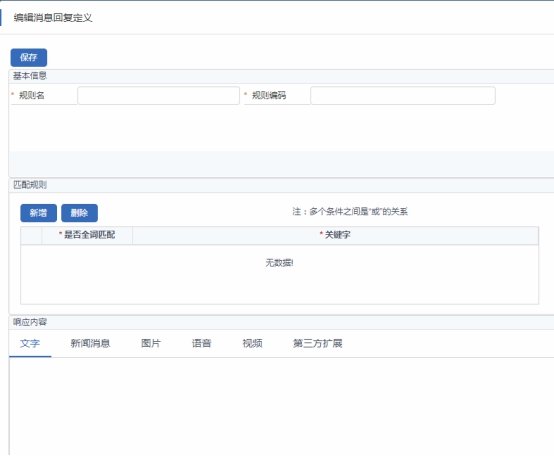 编辑消息回复定义
保存
基本信息
* 规则名 * 规则编码
匹配规则
新增 删除 注：多个条件之间是“或”的关系
*是否全词匹配 *关键字
无数据!
响应内容
文字 新闻消息 图片 语音 视频 第三方扩展